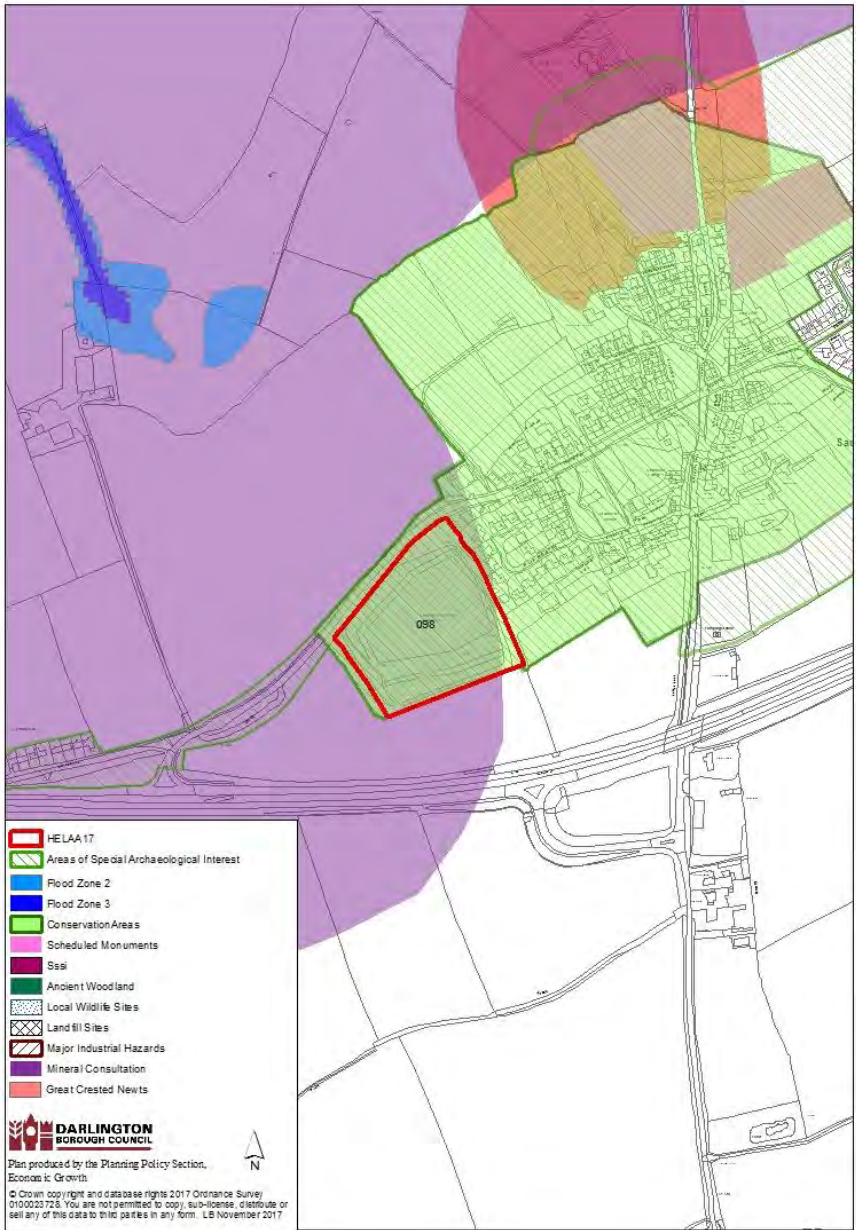 098
Sa
HELAA17
Areas of Special Archaeological Interest
Flood Zone 2
Flood Zone 3
Conservation Areas
Scheduled Monuments
Sssi
Ancient Woodland
Local Wildlife Sites
Landfill Sites
Major Industrial Hazards
Mineral Consultation
Great Crested Newts
DARLINGTON
BOROUGH COUNCIL
N
Plan produced by the Planning Policy Section,
Economic Growth
© Crown copyright and database rights 2017 Ordnance Survey
0100023728. You are not permitted to copy, sub-license, distribute or
sell any of this data to third parties in any form. LB November 2017